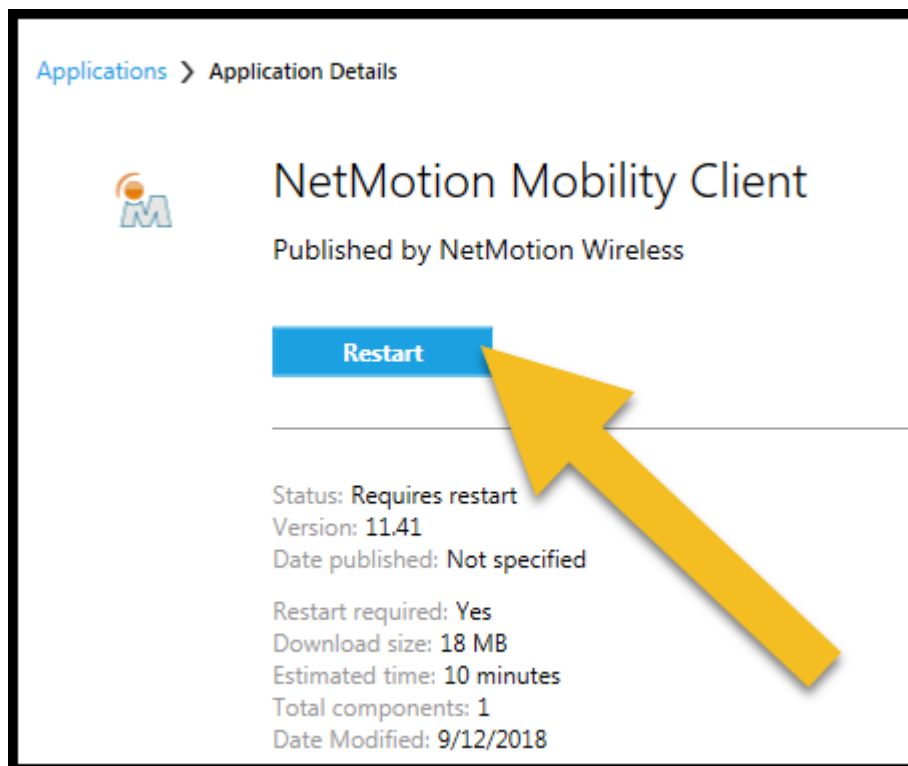 Applications > Application Details
NetMotion Mobility Client
Published by NetMotion Wireless
Restart
Status: Requires restart
Version: 11.41
Date published: Not specified
Restart required: Yes
Download size: 18 MB
Estimated time: 10 minutes
Total components: 1
Date Modified: 9/12/2018